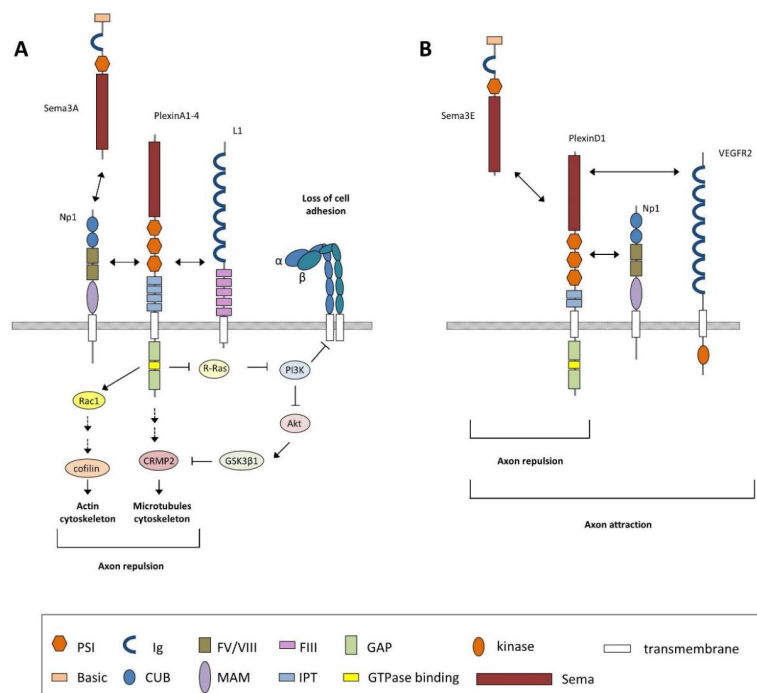 A
B
Sema3A
PlexinA1-4
L1
Np1
Loss of cell
adhesion
α
β
R-Ras
PI3K
Rac1
Akt
cofilin
CRMP2
GSK3β1
Actin
cytoskeleton
Microtubules
cytoskeleton
Axon repulsion
Sema3E
PlexinD1
VEGFR2
Np1
Axon repulsion
Axon attraction
PSI
Ig
FV/VIII
FIII
GAP
kinase
transmembrane
Basic
CUB
MAM
IPT
GTPase binding
Sema